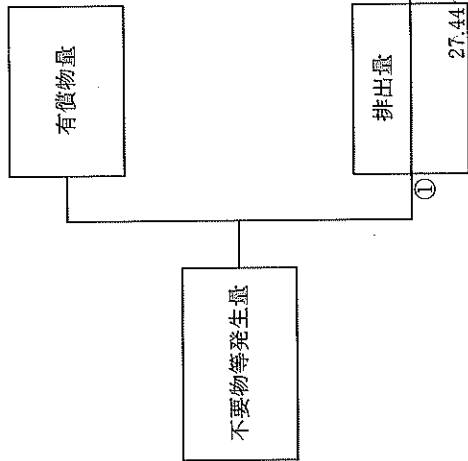 不要物等発生量
有償物量
①
排出量
27.44